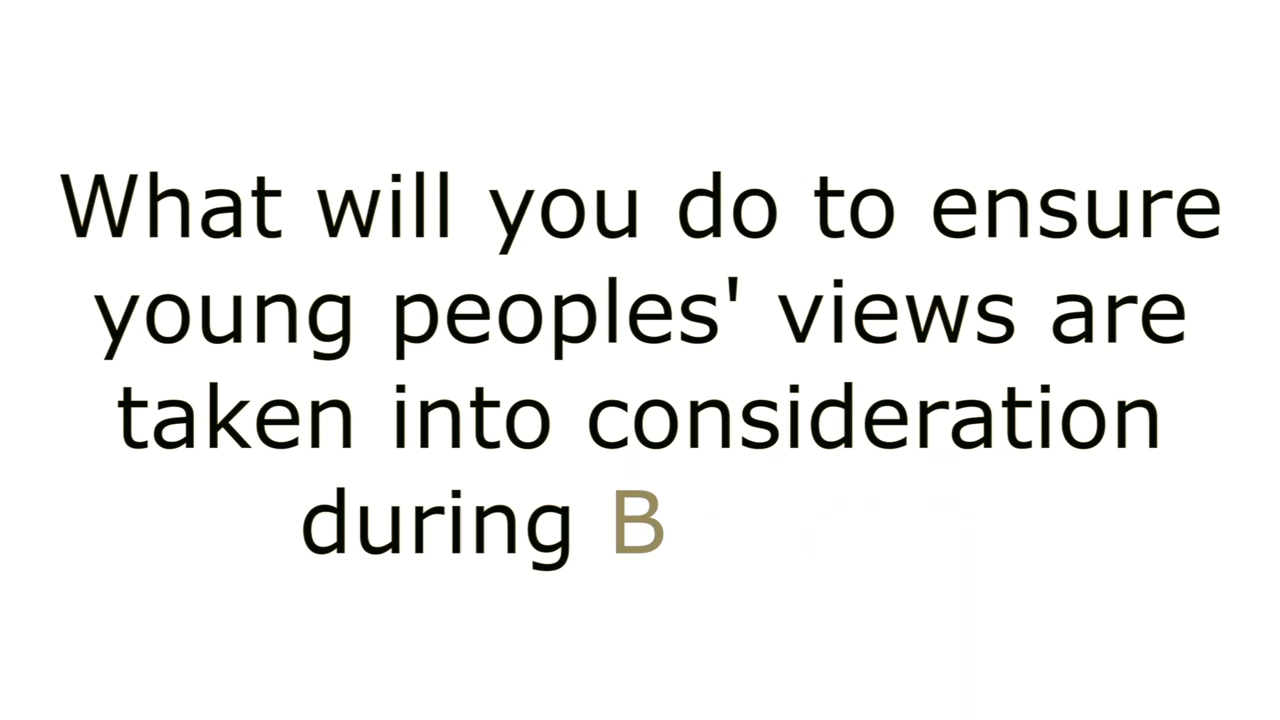 What will you do to ensure
young peoples' views are
taken into consideration
during B